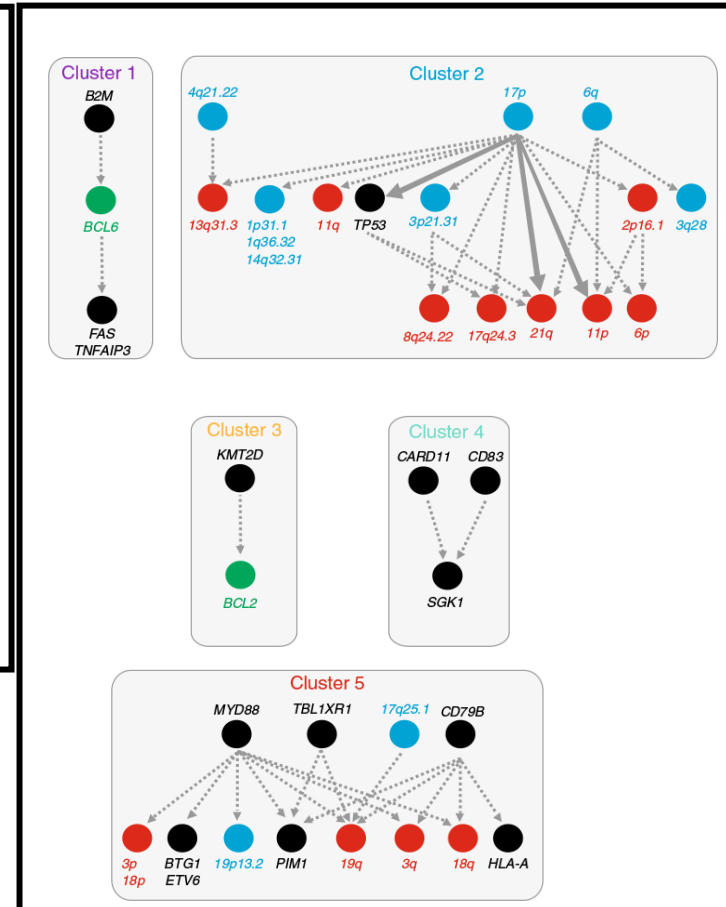 Cluster 1
B2M
BCL6
FAS
TNFAIP3
Cluster 2
4q21.22
17p
6q
13q31.3
1p31.1
1q36.32
14q32.31
11q
TP53
3p21.31
2p16.1
3q28
8q24.22
17q24.3
21q
11p
6p
Cluster 3
KMT2D
BCL2
Cluster 4
CARD11
CD83
SGK1
Cluster 5
MYD88
TBL1XR1
17q25.1
CD79B
3p
18p
BTG1
ETV6
19p13.2
PIM1
19q
3q
18q
HLA-A